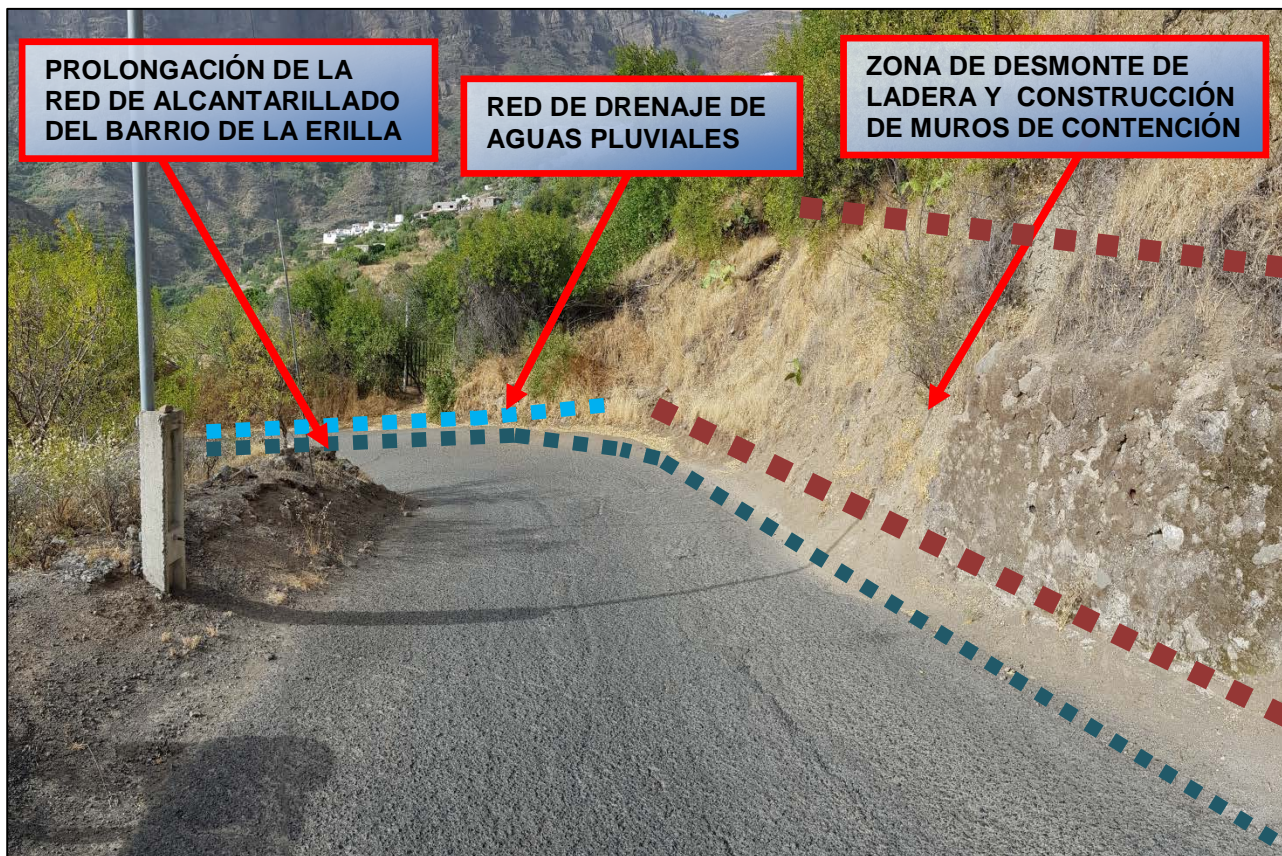 PROLONGACIÓN DE LA
RED DE ALCANTARILLADO
DEL BARRIO DE LA ERILLA
RED DE DRENAJE DE
AGUAS PLUVIALES
ZONA DE DESMONTE DE
LADERA Y CONSTRUCCIÓN
DE MUROS DE CONTENCIÓN